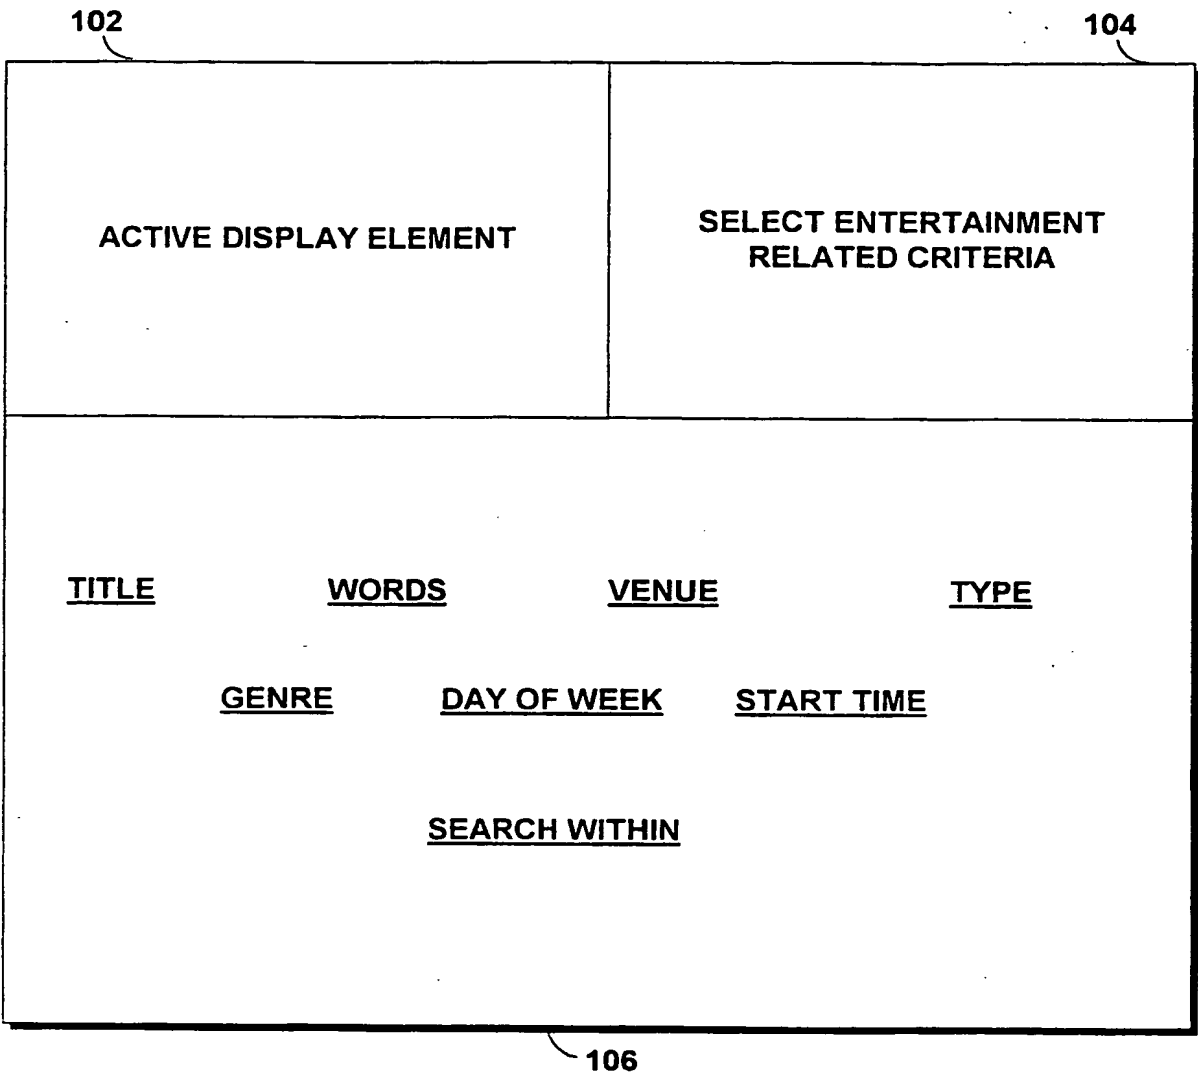 102
104
ACTIVE DISPLAY ELEMENT
SELECT ENTERTAINMENT
RELATED CRITERIA
TITLE WORDS VENUE TYPE
GENRE DAY OF WEEK START TIME
SEARCH WITHIN
106